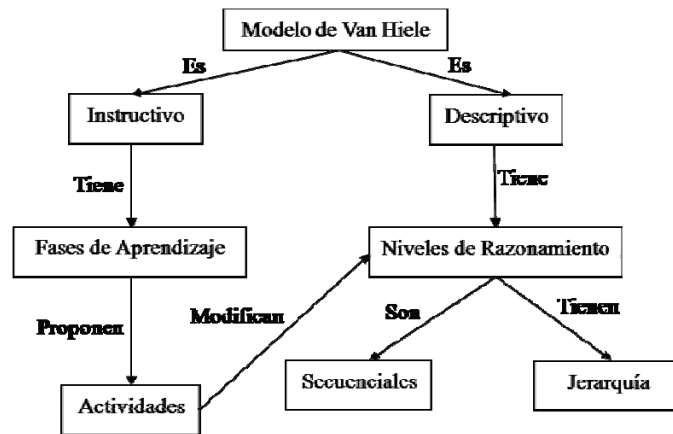 Modelo de Van Hiele
Es
Es
Instructivo
Descriptivo
Tiene
Tiene
Fases de Aprendizaje
Niveles de Razonamiento
Proponen
Modifican
Son
Tienen
Actividades
Secuenciales
Jerarquía